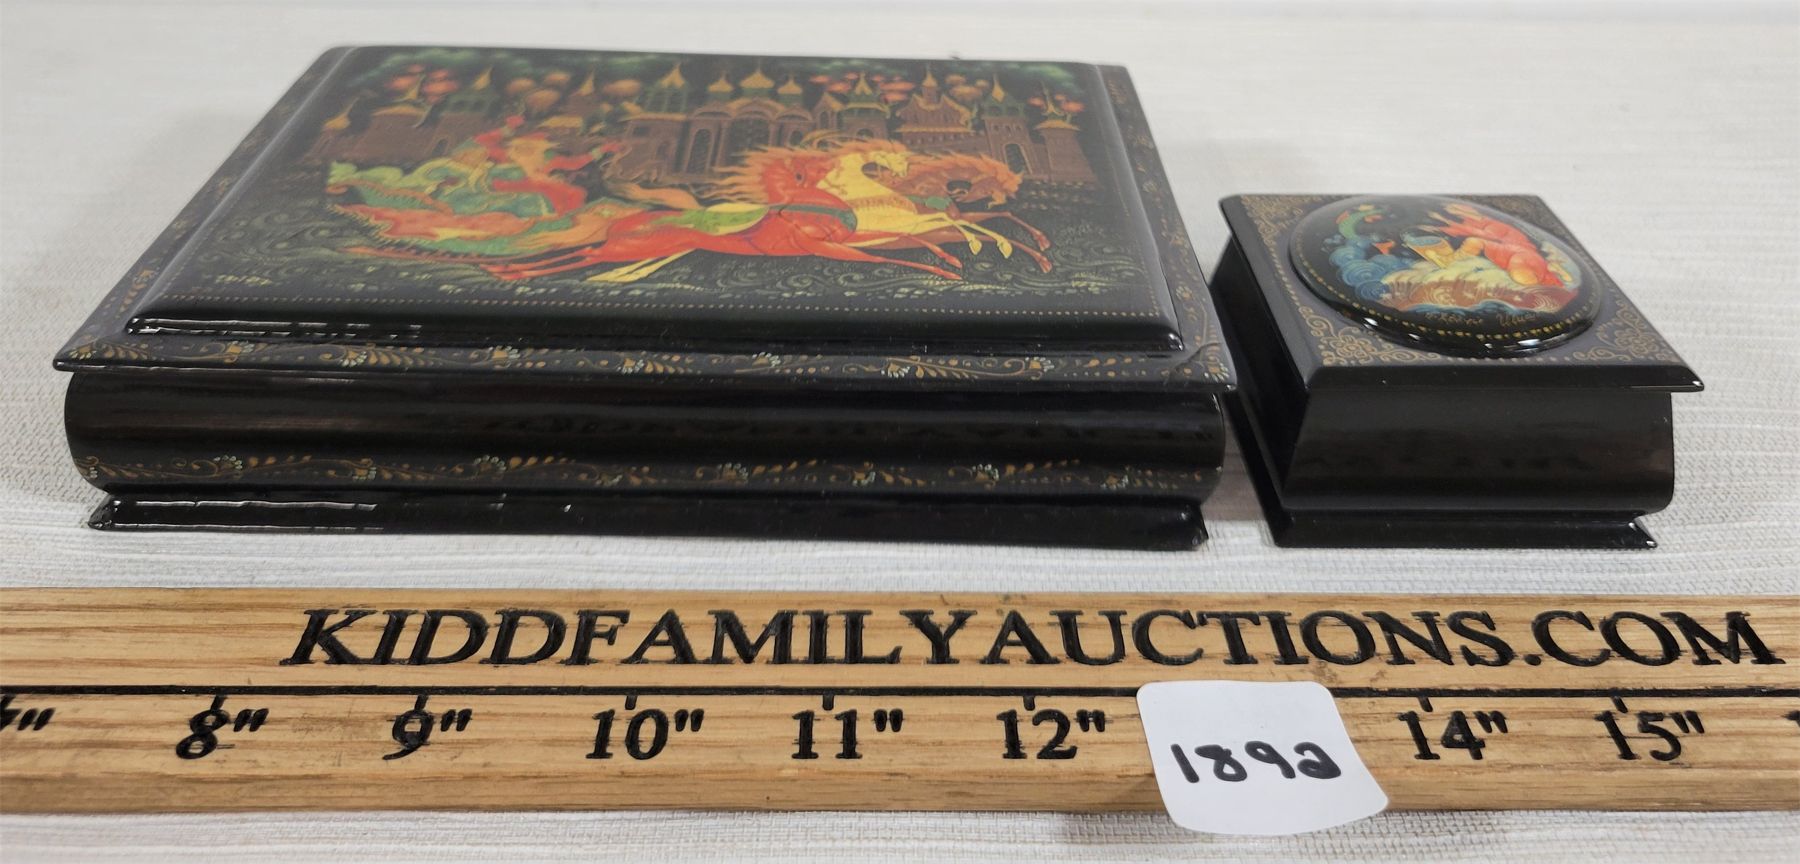 KIDDFAMILYAUCTIONS.COM
8" 9" 10" 11" 12" 14" 15"
1892